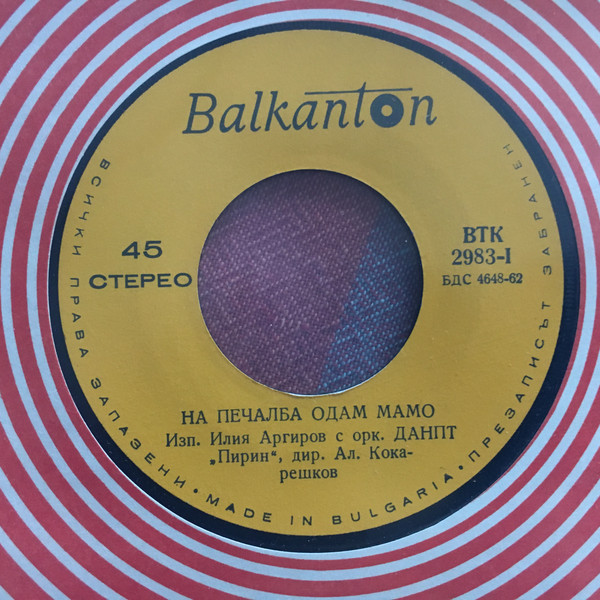 Balkanton
45
СТЕРЕО
ВТК
2983-I
БДС 4648-62
НА ПЕЧАЛБА ОДАМ МАМО
Изп. Илия Аргиров с орк. ДАНПТ
„Пирин“, дир. Ал. Кока-
решков
ВСИЧКИ ПРАВА ЗАПАЗЕНИ • MADE IN BULGARIA • ПРЕЗАПИСЪТ ЗАБРАНЕН